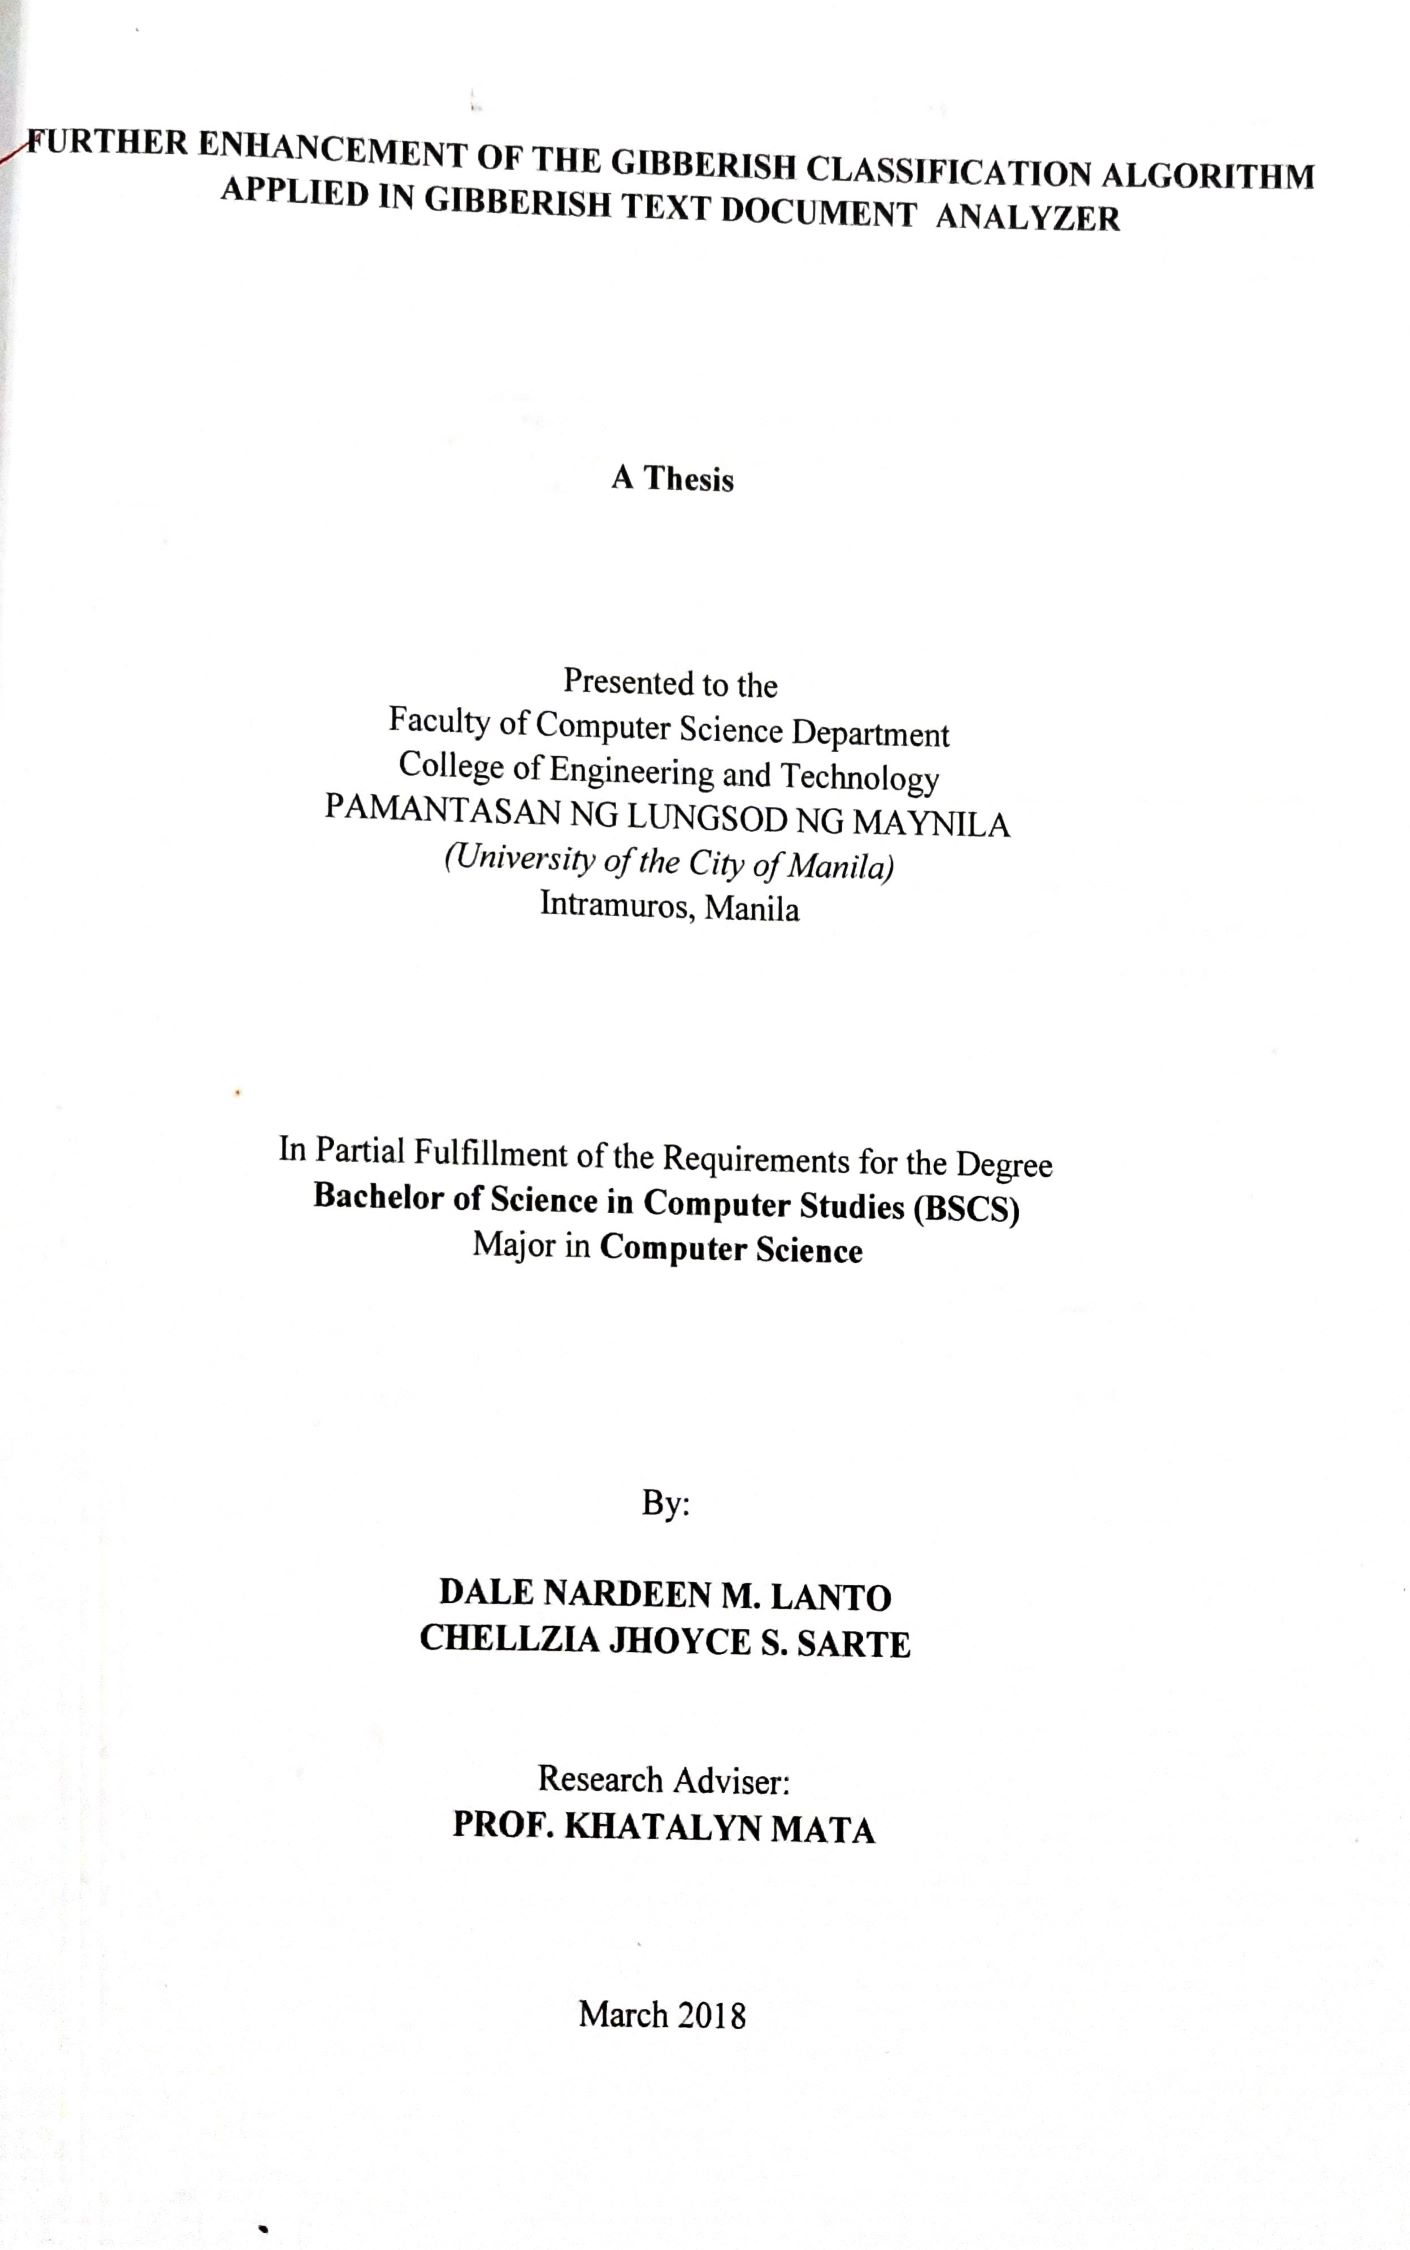 FURTHER ENHANCEMENT OF THE GIBBERISH CLASSIFICATION ALGORITHM
APPLIED IN GIBBERISH TEXT DOCUMENT ANALYZER
A Thesis
Presented to the
Faculty of Computer Science Department
College of Engineering and Technology
PAMANTASAN NG LUNGSOD NG MAYNILA
(University of the City of Manila)
Intramuros, Manila
In Partial Fulfillment of the Requirements for the Degree
Bachelor of Science in Computer Studies (BSCS)
Major in Computer Science
By:
DALE NARDEEN M. LANTO
CHELLZIA JHOYCE S. SARTE
Research Adviser:
PROF. KHATALYN MATA
March 2018